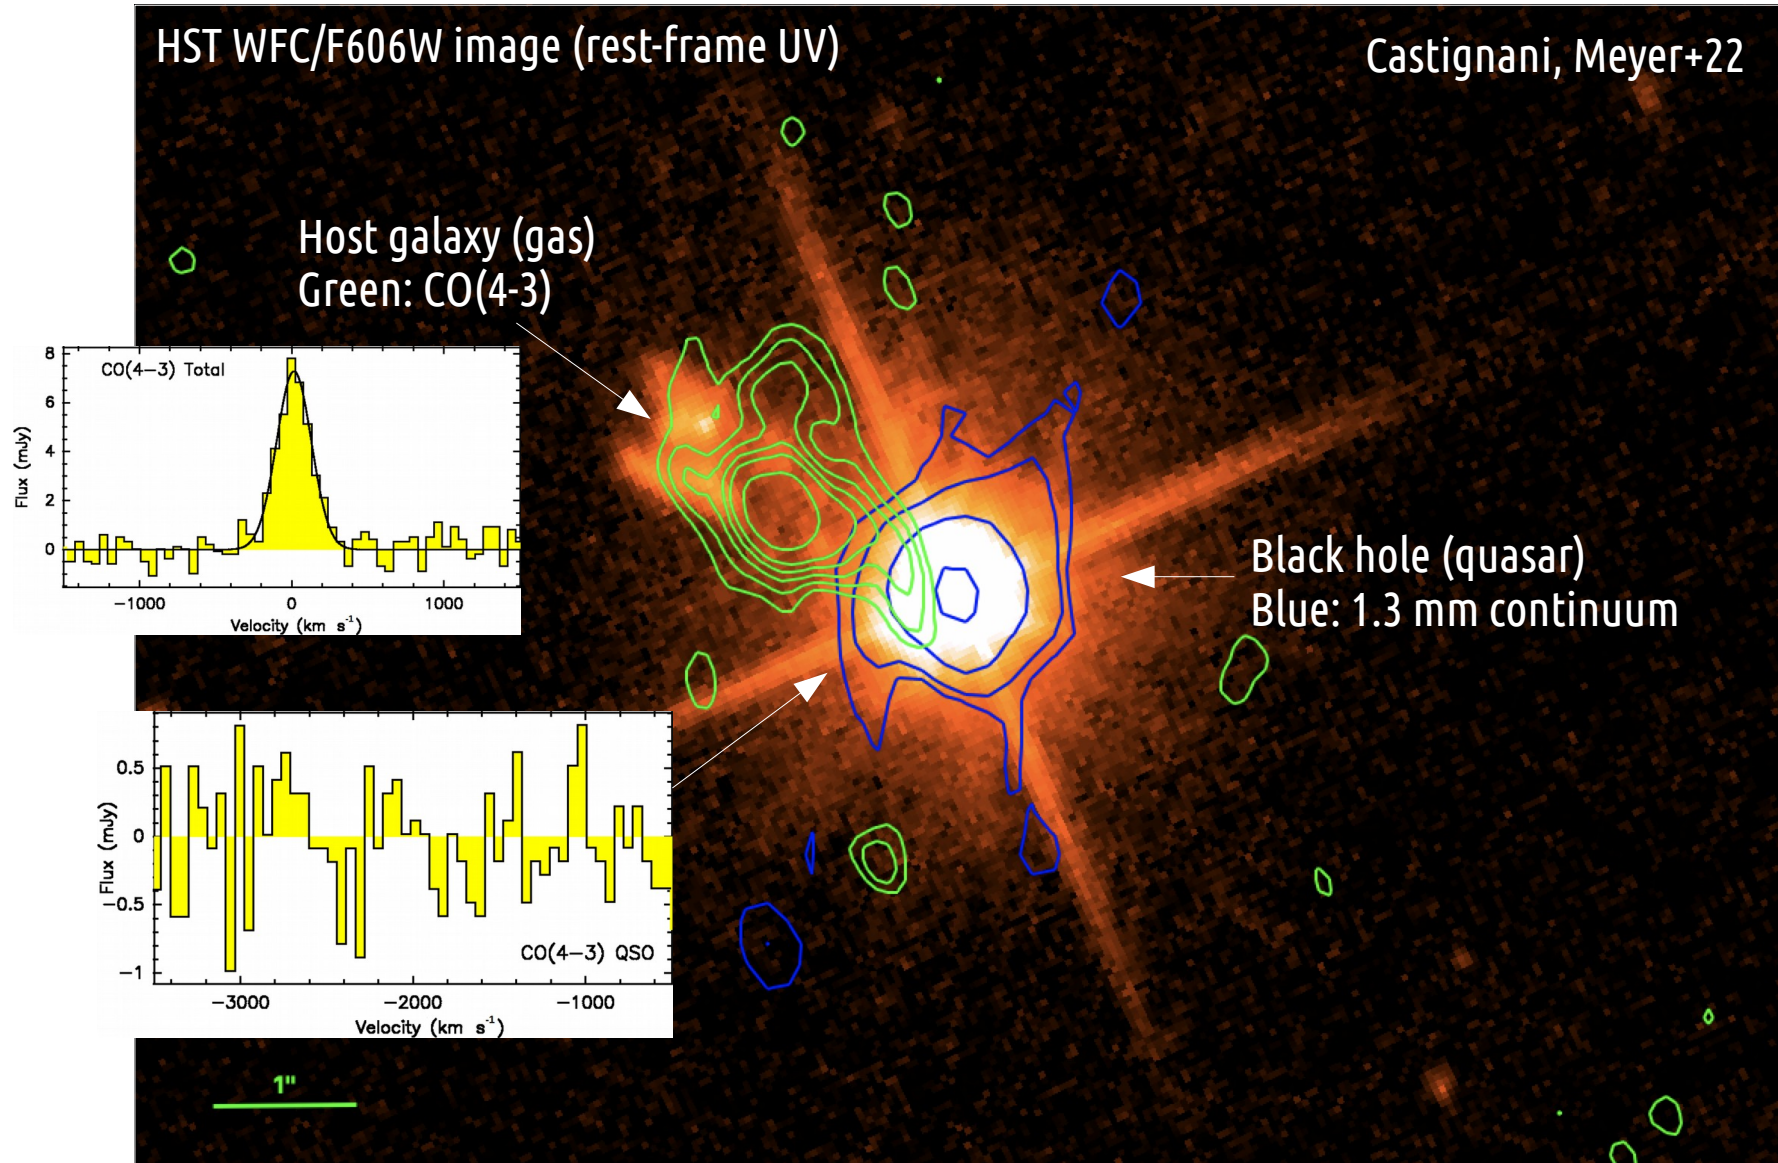 HST WFC/F606W image (rest-frame UV)
Castignani, Meyer+22
Host galaxy (gas)
Green: CO(4-3)
CO(4−3) Total
8
6
4
2
0
Flux (mJy)
−1000 0 1000
Velocity (km s⁻¹)
Black hole (quasar)
Blue: 1.3 mm continuum
0.5
0
−0.5
−1
Flux (mJy)
CO(4−3) QSO
−3000 −2000 −1000
Velocity (km s⁻¹)
1"